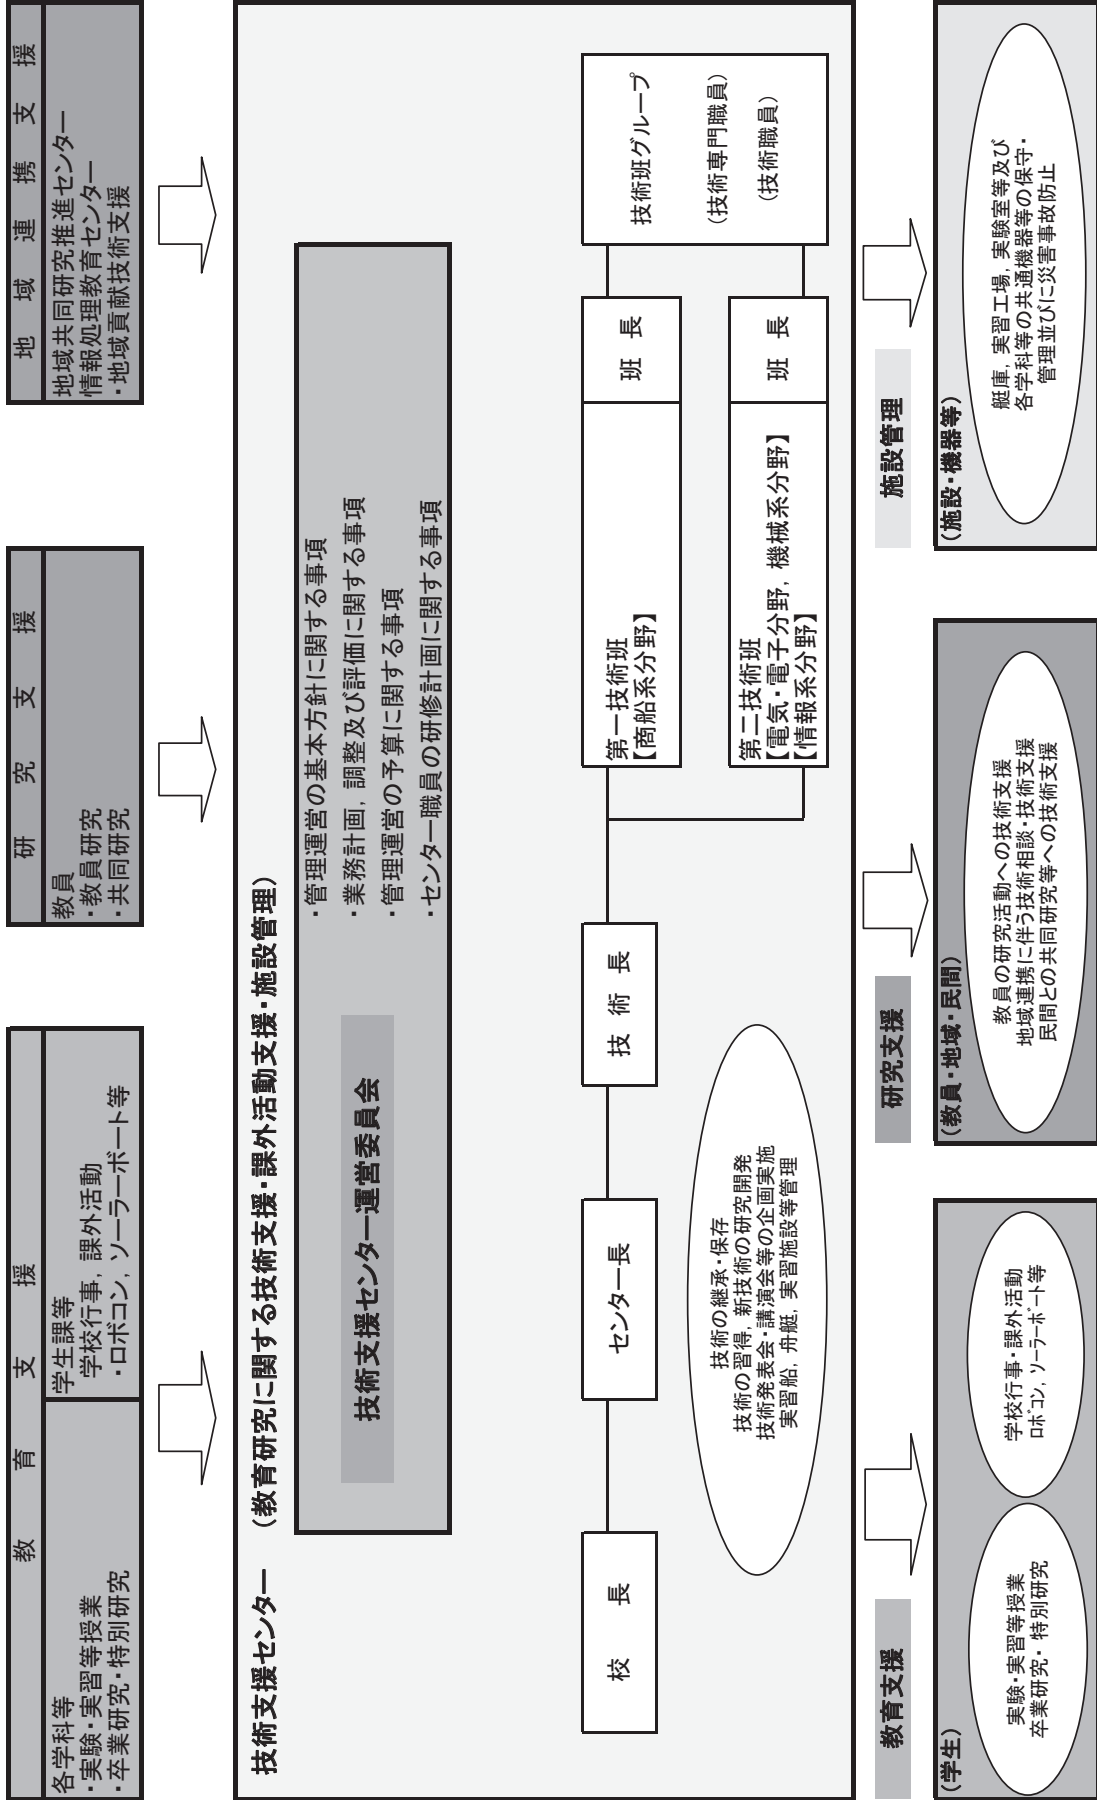 教育支援
各学科等
・実験・実習等授業
・卒業研究・特別研究
学生課等
学校行事，課外活動
・ロボコン，ソーラーボート等
研究支援
教員
・教員研究
・共同研究
地域連携支援
地域共同研究推進センター
情報処理教育センター
・地域貢献技術支援
技術支援センター （教育研究に関する技術支援・課外活動支援・施設管理）
技術支援センター運営委員会
・管理運営の基本方針に関する事項
・業務計画，調整及び評価に関する事項
・管理運営の予算に関する事項
・センター職員の研修計画に関する事項
校長
センター長
技術長
第一技術班
【商船系分野】
班長
第二技術班
【電気・電子分野，機械系分野】
【情報系分野】
班長
技術班グループ
（技術専門職員）
（技術職員）
技術の継承・保存
技術の習得，新技術の研究開発
技術発表会・講演会等の企画実施
実習船，舟艇，実習施設等管理
教育支援
（学生）
実験・実習等授業
卒業研究・特別研究
学校行事・課外活動
ﾛﾎﾞｺﾝ，ｿｰﾗｰﾎﾞｰﾄ等
研究支援
（教員・地域・民間）
教員の研究活動への技術支援
地域連携に伴う技術相談・技術支援
民間との共同研究等への技術支援
施設管理
（施設・機器等）
艇庫，実習工場，実験室等及び
各学科等の共通機器等の保守・
管理並びに災害事故防止